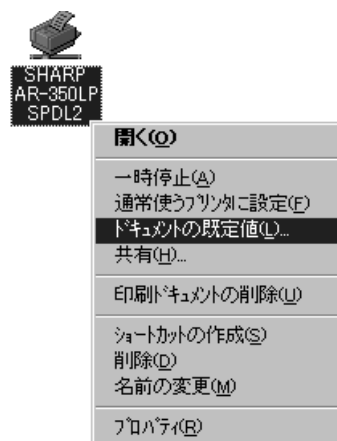 SHARP
AR-350LP
SPDL2
開く(O)
一時停止(A)
通常使うプリンタに設定(F)
ドキュメントの既定値(L)...
共有(H)...
印刷ドキュメントの削除(U)
ショートカットの作成(S)
削除(D)
名前の変更(M)
プロパティ(R)